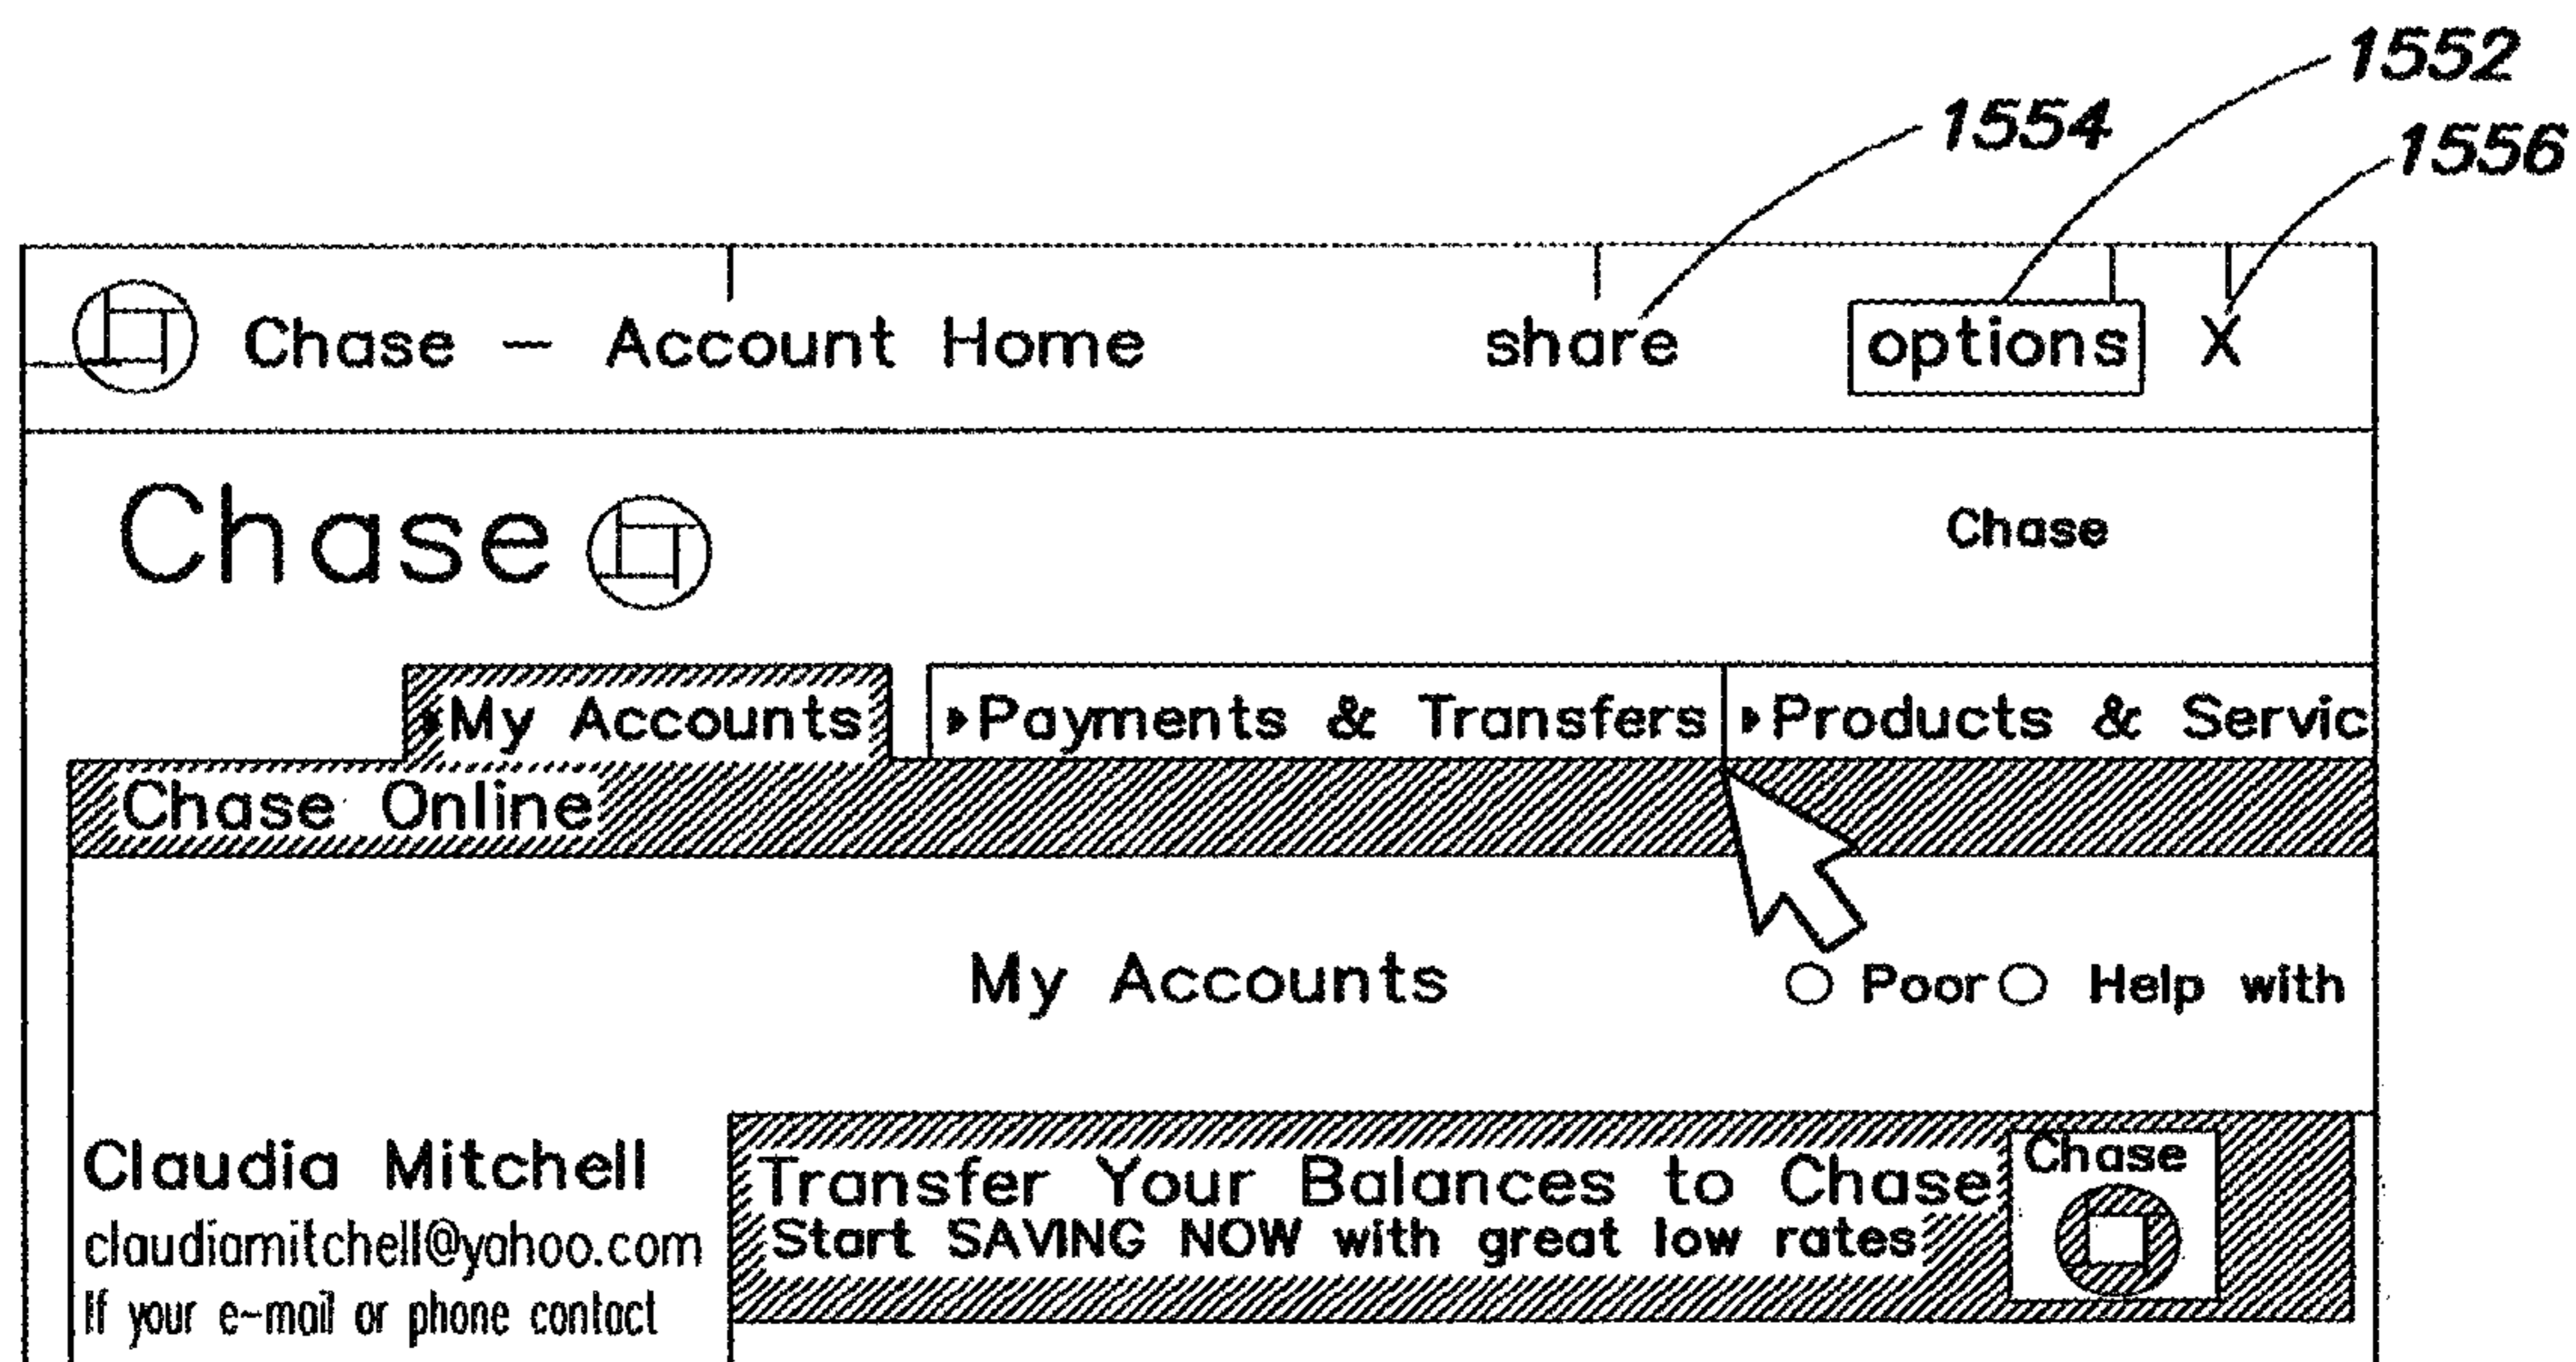 1552
1554
1556
Chase – Account Home share options X
Chase Chase
My Accounts Payments & Transfers Products & Servic
Chase Online
My Accounts Poor Help with
Claudia Mitchell
claudiamitchell@yahoo.com
If your e-mail or phone contact
Transfer Your Balances to Chase
Start SAVING NOW with great low rates
Chase